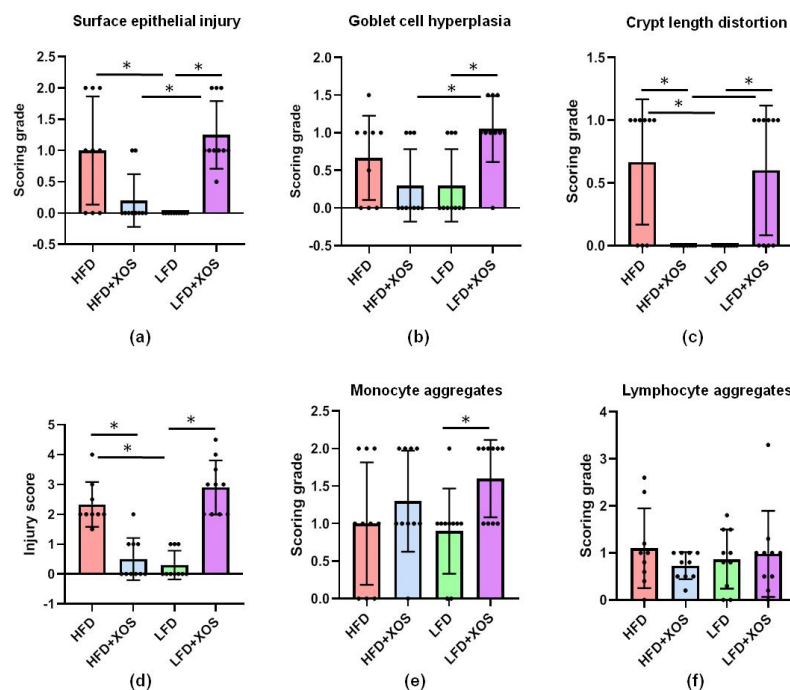 Surface epithelial injury
*
*
*
Scoring grade
2.5
2.0
1.5
1.0
0.5
0.0
-0.5
HFD
HFD+XOS
LFD
LFD+XOS
(a)
Goblet cell hyperplasia
*
*
Scoring grade
2.0
1.5
1.0
0.5
0.0
-0.5
HFD
HFD+XOS
LFD
LFD+XOS
(b)
Crypt length distortion
*
*
*
*
Scoring grade
1.5
1.0
0.5
0.0
HFD
HFD+XOS
LFD
LFD+XOS
(c)
*
*
*
Injury score
5
4
3
2
1
0
-1
HFD
HFD+XOS
LFD
LFD+XOS
(d)
Monocyte aggregates
*
Scoring grade
2.5
2.0
1.5
1.0
0.5
0.0
HFD
HFD+XOS
LFD
LFD+XOS
(e)
Lymphocyte aggregates
Scoring grade
4
3
2
1
0
HFD
HFD+XOS
LFD
LFD+XOS
(f)